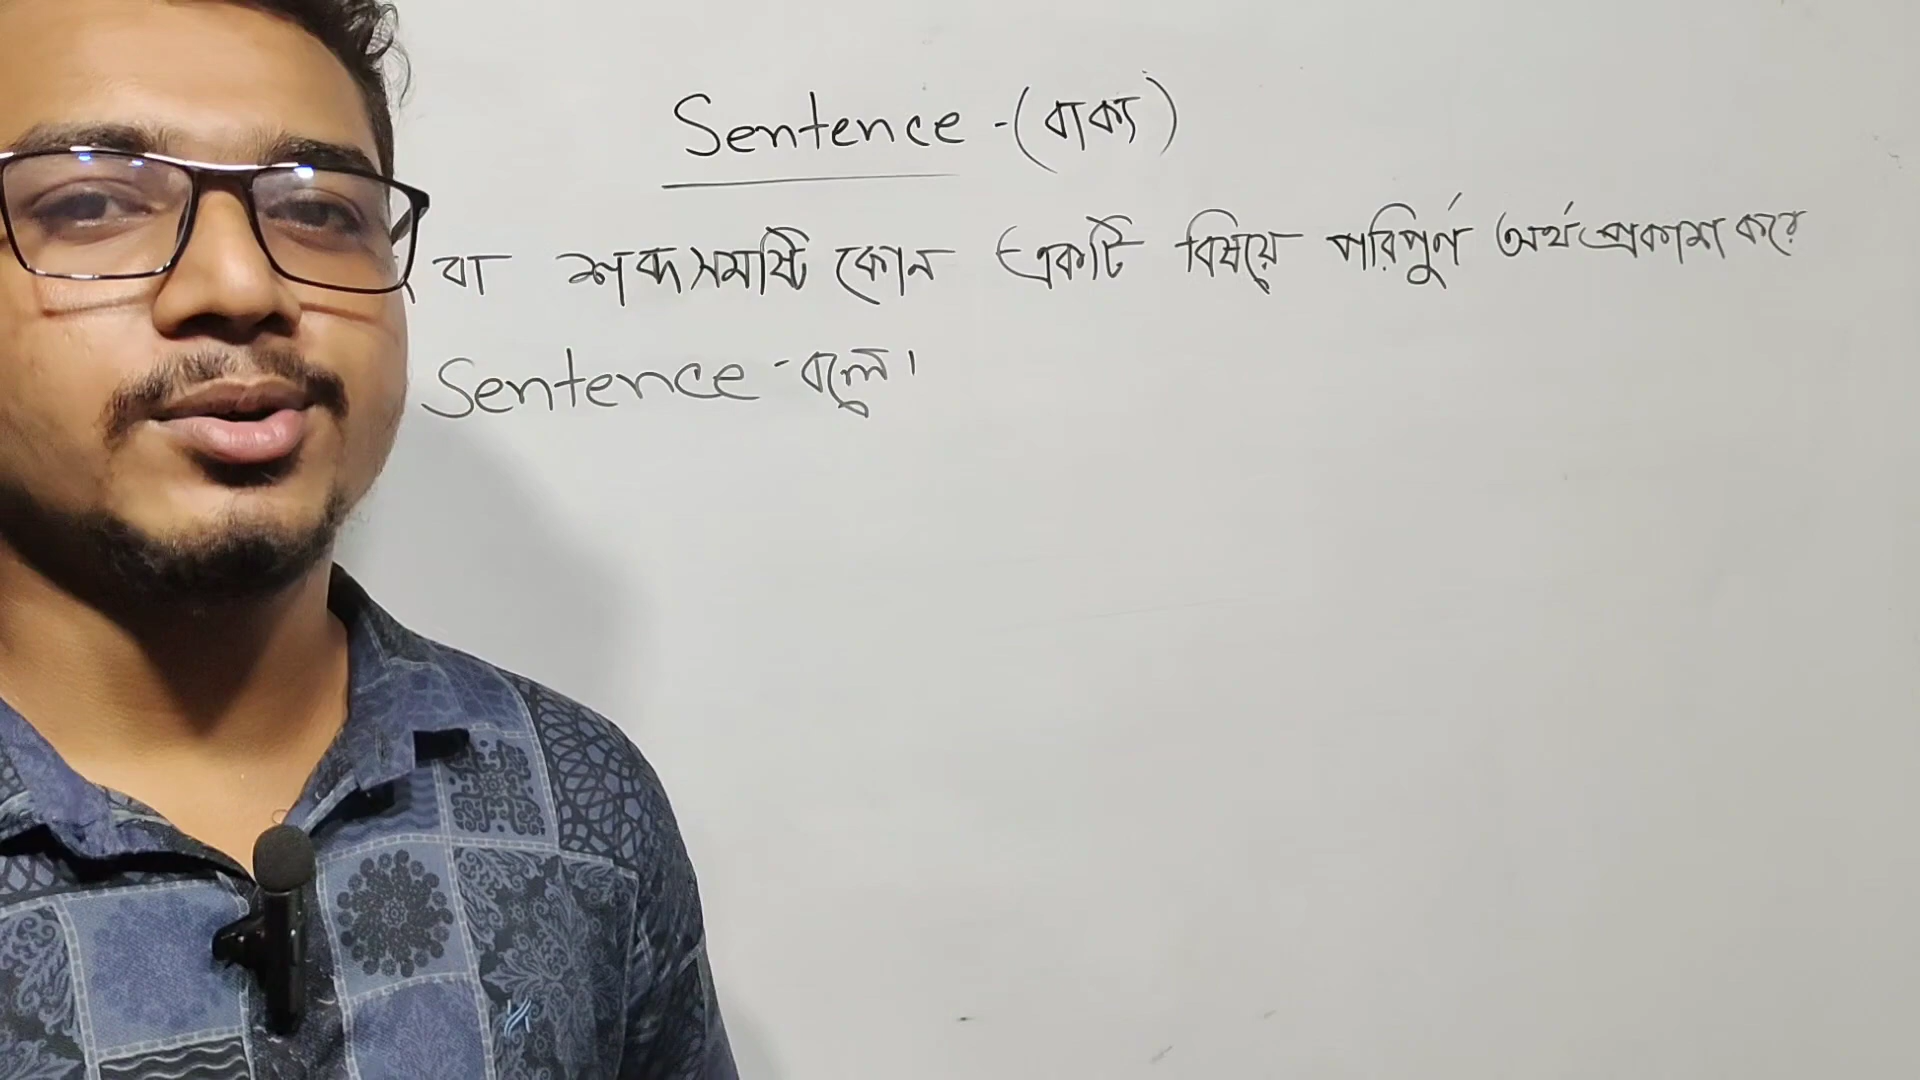 Sentence - (বাক্য)
বা শব্দসমষ্টি কোন একটি বিষয়ে পরিপুর্ণ অর্থ প্রকাশ করে
Sentence - বলে।